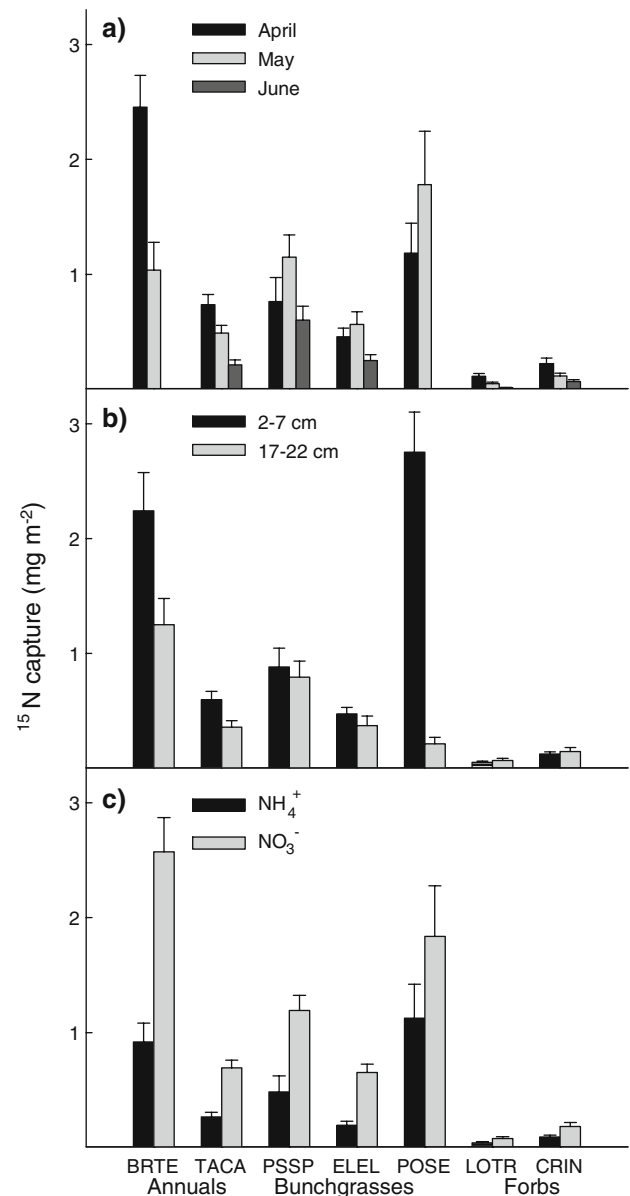 a)
April
May
June
3
2
1
b)
2-7 cm
17-22 cm
3
2
1
¹⁵N capture (mg m⁻²)
c)
NH₄⁺
NO₃⁻
3
2
1
BRTE TACA PSSP ELEL POSE LOTR CRIN
Annuals Bunchgrasses Forbs